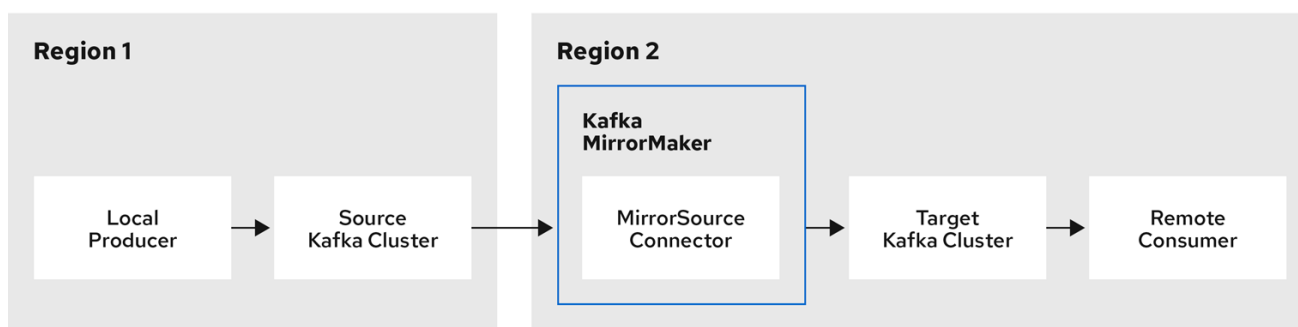 Region 1
Region 2
Kafka
MirrorMaker
Local
Producer
Source
Kafka Cluster
MirrorSource
Connector
Target
Kafka Cluster
Remote
Consumer